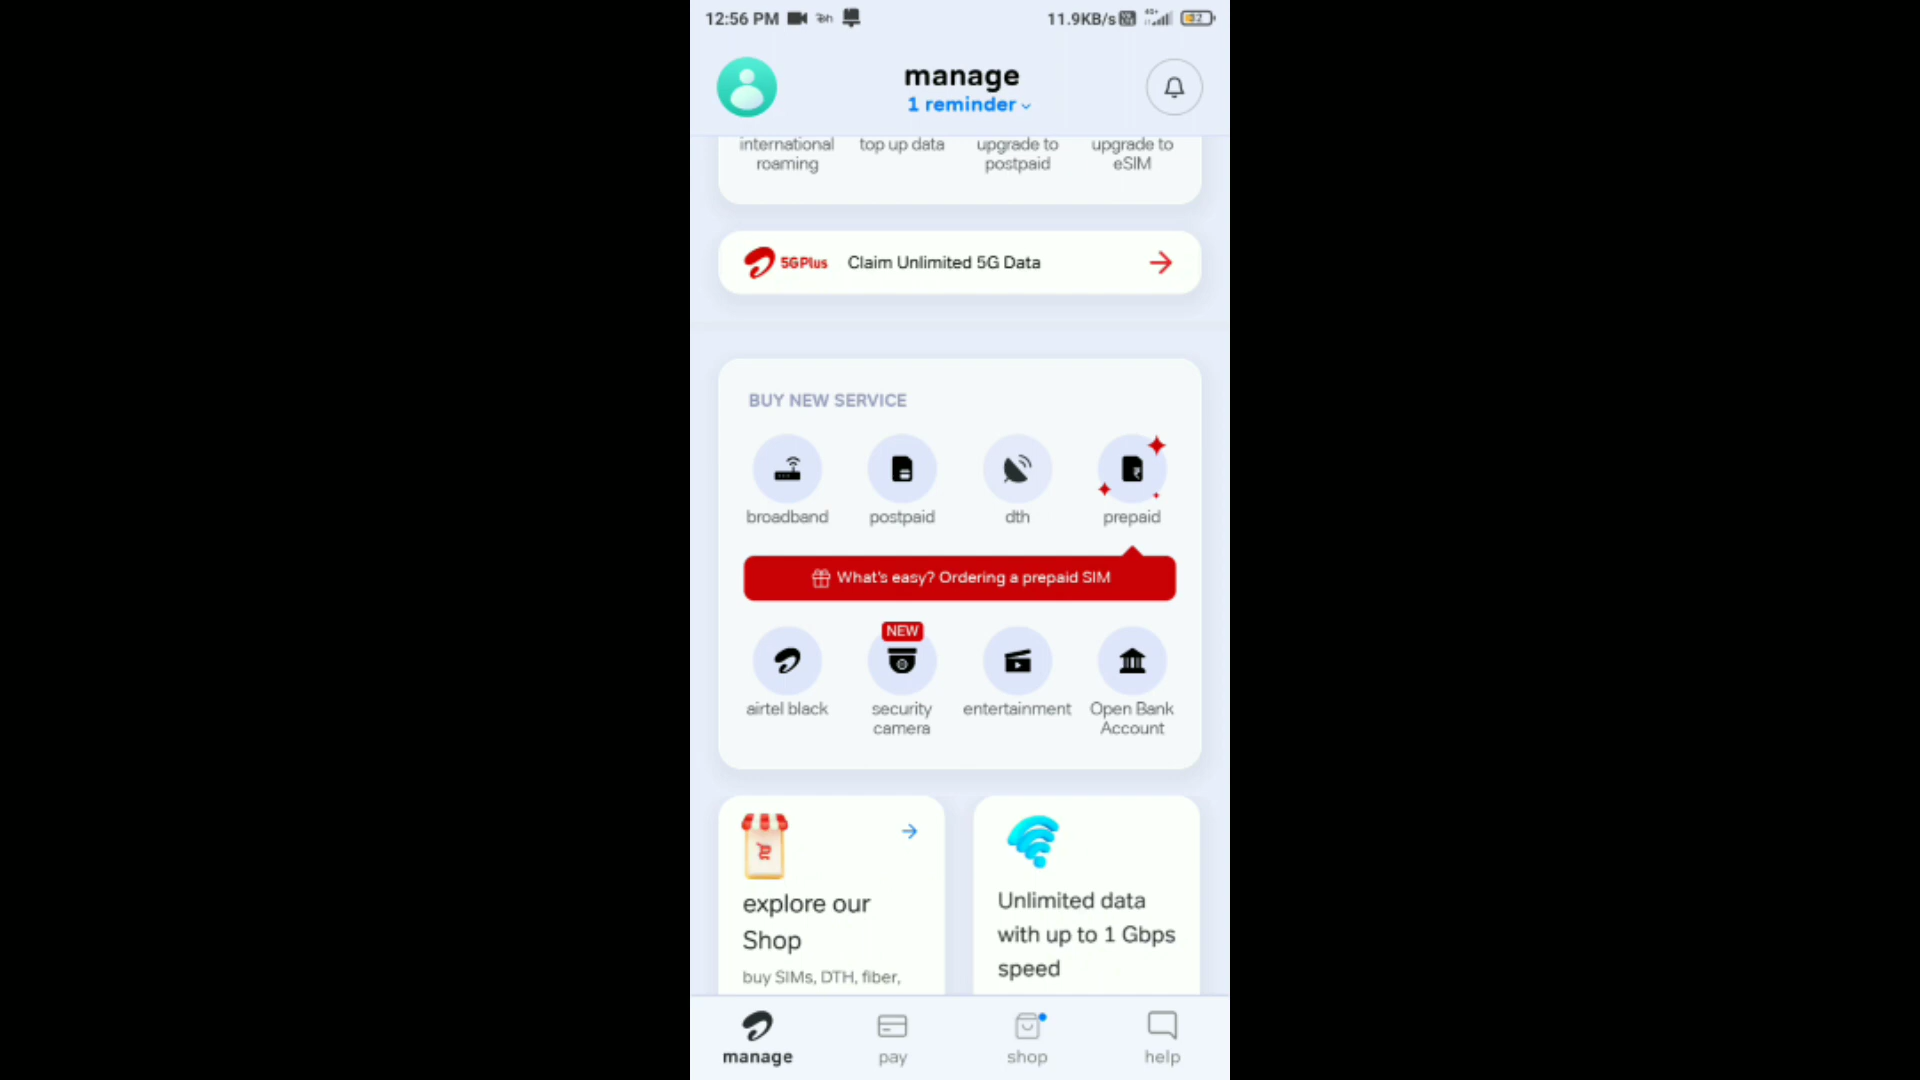 12:56 PM
11.9KB/s
manage
1 reminder
international roaming
top up data
upgrade to postpaid
upgrade to eSIM
5G Plus Claim Unlimited 5G Data
BUY NEW SERVICE
broadband
postpaid
dth
prepaid
What's easy? Ordering a prepaid SIM
NEW
airtel black
security camera
entertainment
Open Bank Account
explore our
Shop
buy SIMs, DTH, fiber,
Unlimited data
with up to 1 Gbps
speed
manage
pay
shop
help